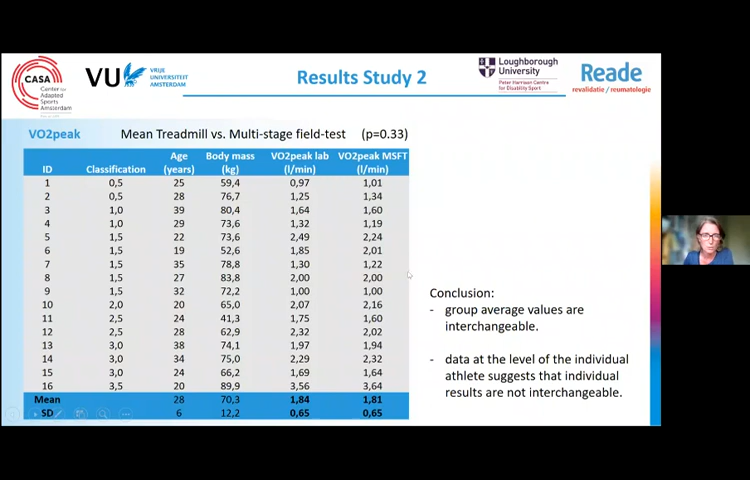 CASA
Center for
Adapted
Sports
Amsterdam
VU
VRIJE
UNIVERSITEIT
AMSTERDAM
Results Study 2
Loughborough
University
Peter Harrison Centre
for Disability Sport
Reade
revalidatie / reumatologie
VO2peak Mean Treadmill vs. Multi-stage field-test (p=0.33)
ID Classification Age (years) Body mass (kg) VO2peak lab (l/min) VO2peak MSFT (l/min)
1 0,5 25 59,4 0,97 1,01
2 0,5 28 76,7 1,25 1,34
3 1,0 39 80,4 1,64 1,60
4 1,0 29 73,6 1,32 1,19
5 1,5 22 73,6 2,49 2,24
6 1,5 19 52,6 1,85 2,01
7 1,5 35 78,8 1,30 1,22
8 1,5 27 83,8 2,00 2,00
9 1,5 32 72,2 1,00 1,00
10 2,0 20 65,0 2,07 2,16
11 2,5 24 41,3 1,75 1,60
12 2,5 28 62,9 2,32 2,02
13 3,0 38 74,1 1,97 1,94
14 3,0 34 75,0 2,29 2,32
15 3,0 24 66,2 1,69 1,64
16 3,5 20 89,9 3,56 3,64
Mean 28 70,3 1,84 1,81
SD 6 12,2 0,65 0,65
Conclusion:
- group average values are
interchangeable.
- data at the level of the individual
athlete suggests that individual
results are not interchangeable.